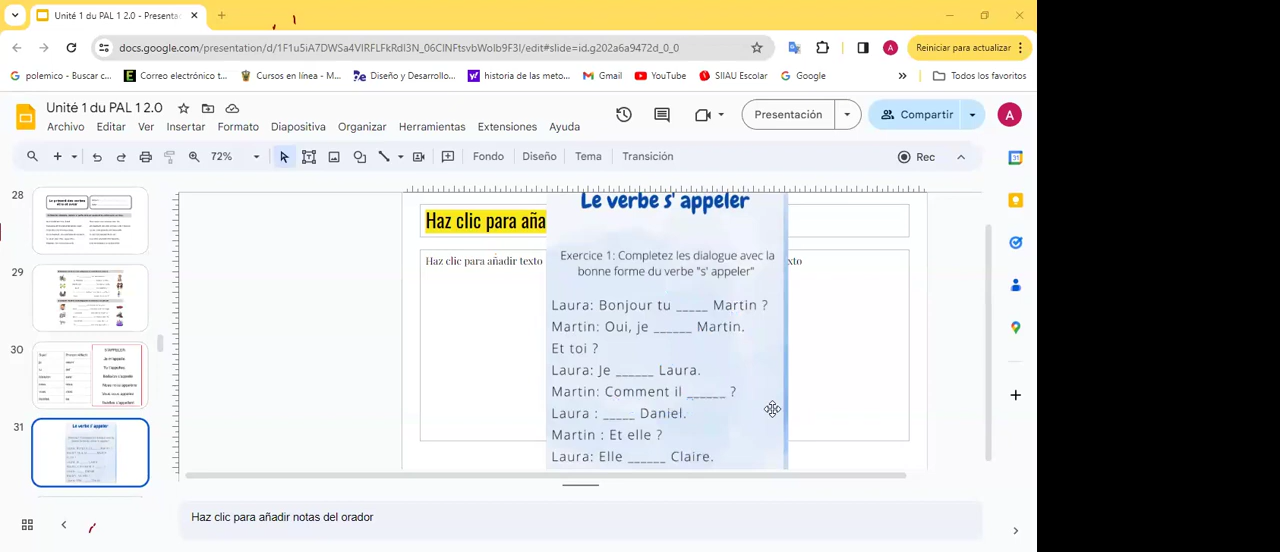 Unité 1 du PAL 1 2.0 - Presenta
docs.google.com/presentation/d/1F1u5iA7DWSa4VIRFLFkRdI3N_06ClNFtsvbWoIb9F3I/edit#slide=id.g202a6a9472d_0_0
A
Reiniciar para actualizar
polemico - Buscar c...
Correo electrónico t...
Cursos en línea - M...
Diseño y Desarrollo...
historia de las meto...
Gmail
YouTube
SIIAU Escolar
Google
Todos los favoritos
Unité 1 du PAL 1 2.0
Archivo Editar Ver Insertar Formato Diapositiva Organizar Herramientas Extensiones Ayuda
Presentación
Compartir
A
72%
Fondo Diseño Tema Transición
Rec
28
29
30
31
Le verbe s' appeler
Haz clic para aña
Haz clic para añadir texto
xto
Exercice 1: Completez les dialogue avec la
bonne forme du verbe "s' appeler"
Laura: Bonjour tu _____ Martin ?
Martin: Oui, je ______ Martin.
Et toi ?
Laura: Je ______ Laura.
Martin: Comment il ______ ?
Laura : _____ Daniel.
Martin : Et elle ?
Laura: Elle ______ Claire.
Haz clic para añadir notas del orador